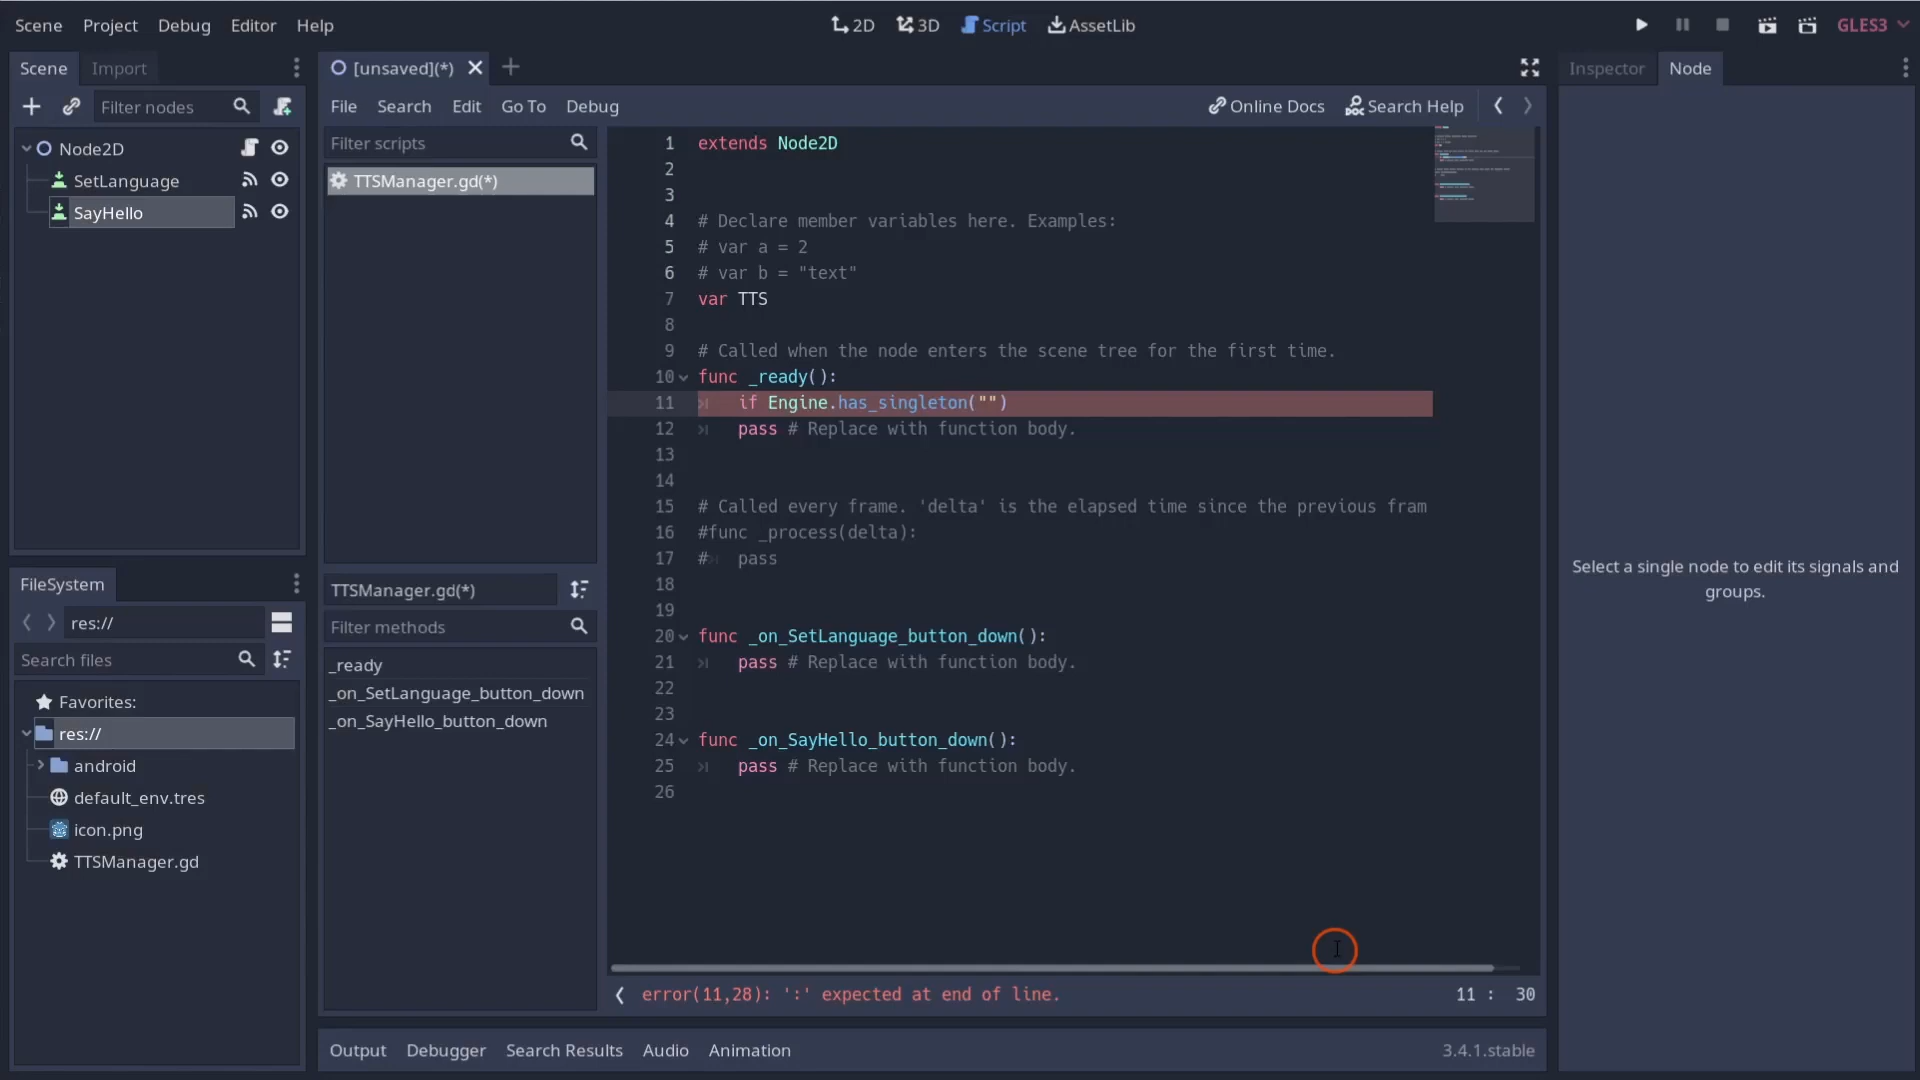 Scene Project Debug Editor Help
2D 3D Script AssetLib
GLES3
Scene Import
Filter nodes
Node2D
SetLanguage
SayHello
FileSystem
res://
Search files
Favorites:
res://
android
default_env.tres
icon.png
TTSManager.gd
[unsaved](*)
File Search Edit Go To Debug
Online Docs Search Help
Filter scripts
TTSManager.gd(*)
TTSManager.gd(*)
Filter methods
_ready
_on_SetLanguage_button_down
_on_SayHello_button_down
1 extends Node2D
2
3
4 # Declare member variables here. Examples:
5 # var a = 2
6 # var b = "text"
7 var TTS
8
9 # Called when the node enters the scene tree for the first time.
10 func _ready():
11 if Engine.has_singleton("")
12 pass # Replace with function body.
13
14
15 # Called every frame. 'delta' is the elapsed time since the previous fram
16 #func _process(delta):
17 # pass
18
19
20 func _on_SetLanguage_button_down():
21 pass # Replace with function body.
22
23
24 func _on_SayHello_button_down():
25 pass # Replace with function body.
26
error(11,28): ':' expected at end of line.
11 : 30
Output Debugger Search Results Audio Animation
3.4.1.stable
Inspector Node
Select a single node to edit its signals and
groups.